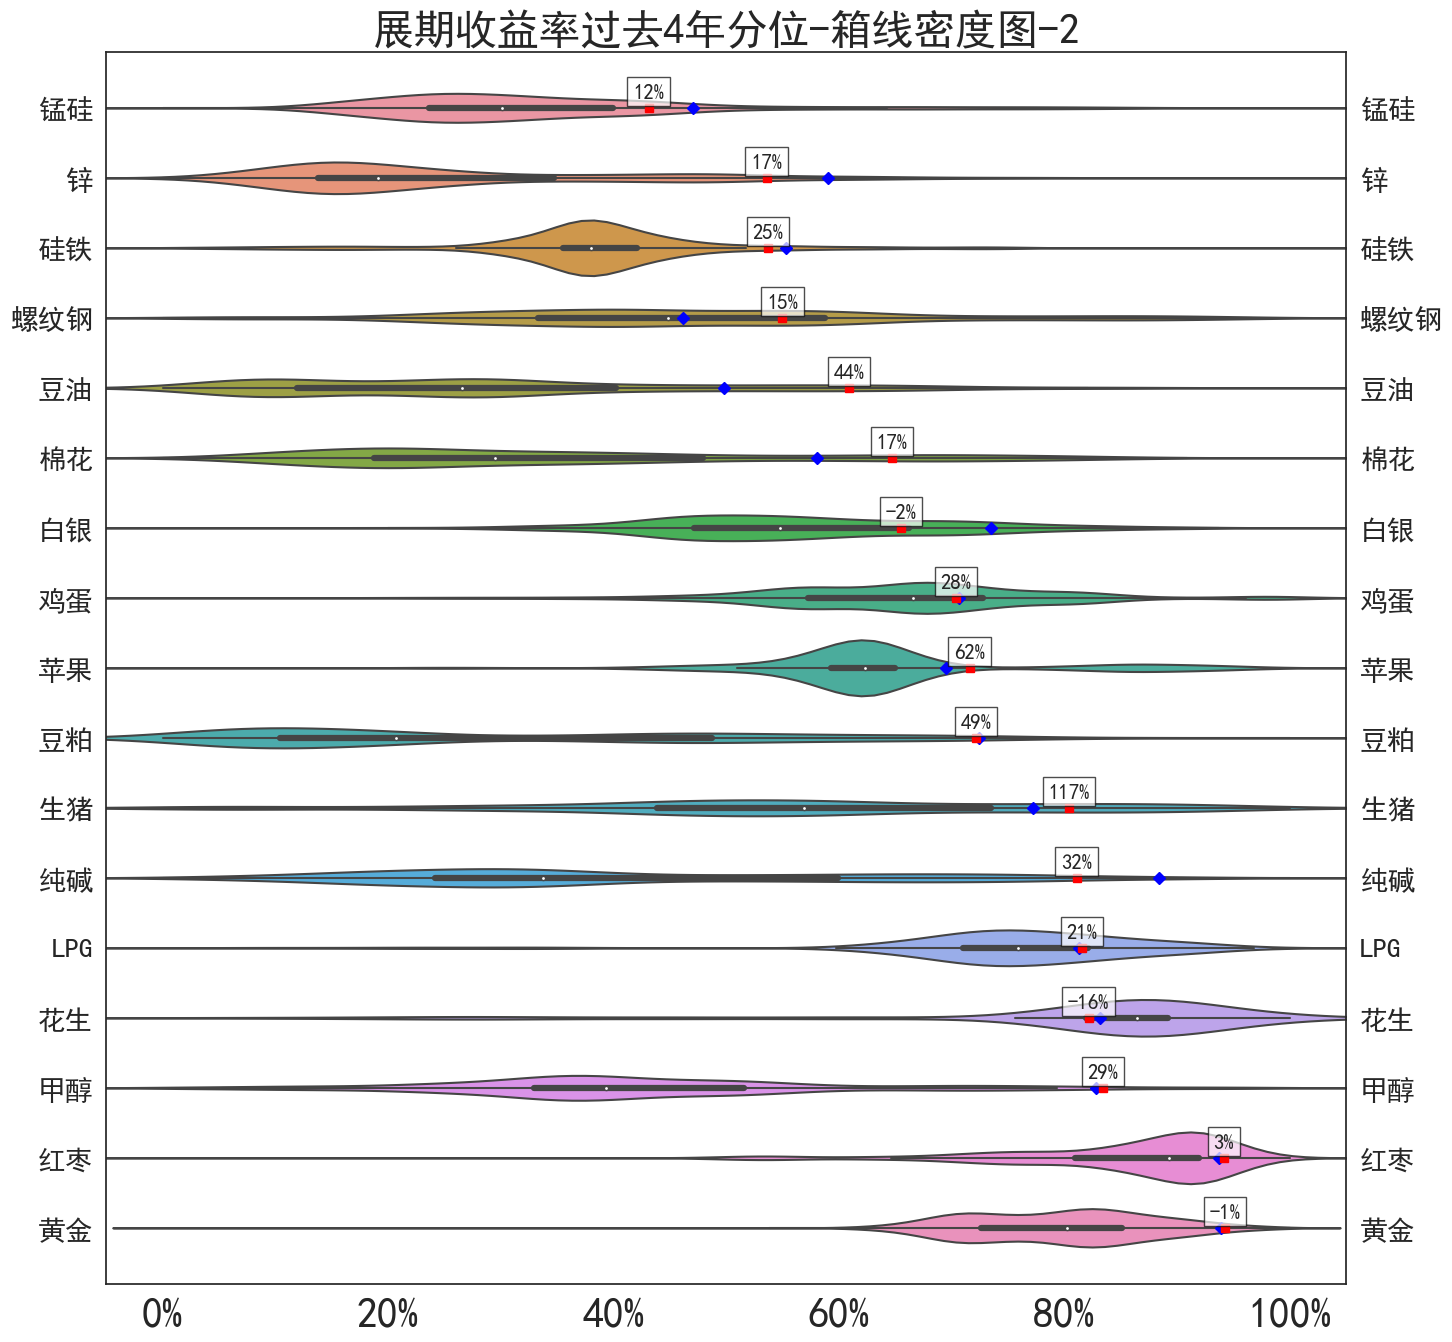 展期收益率过去4年分位-箱线密度图-2
锰硅 12% 锰硅
锌 17% 锌
硅铁 25% 硅铁
螺纹钢 15% 螺纹钢
豆油 44% 豆油
棉花 17% 棉花
白银 -2% 白银
鸡蛋 28% 鸡蛋
苹果 62% 苹果
豆粕 49% 豆粕
生猪 117% 生猪
纯碱 32% 纯碱
LPG 21% LPG
花生 -16% 花生
甲醇 29% 甲醇
红枣 3% 红枣
黄金 -1% 黄金
0% 20% 40% 60% 80% 100%